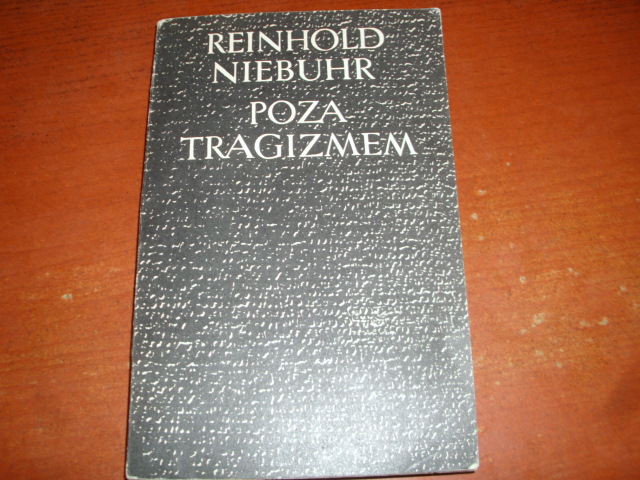 REINHOLD
NIEBUHR
POZA
TRAGIZMEM